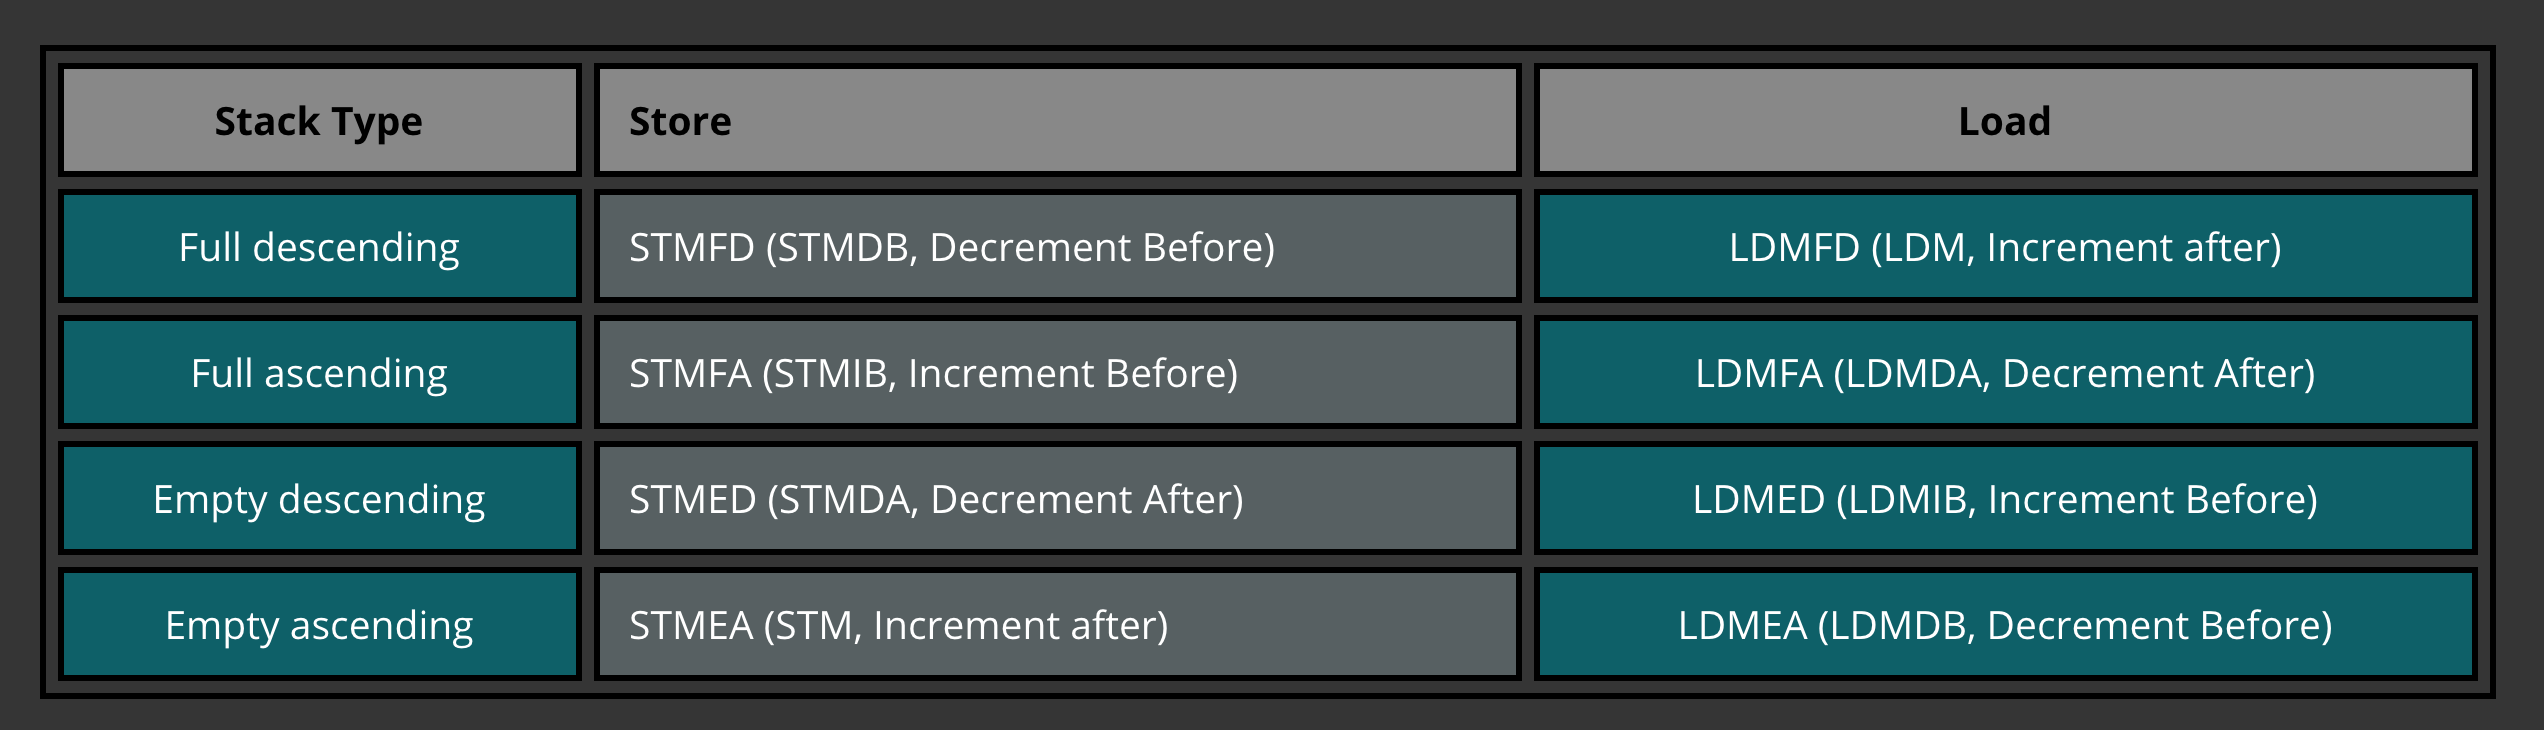 Stack Type Store Load
Full descending STMFD (STMDB, Decrement Before) LDMFD (LDM, Increment after)
Full ascending STMFA (STMIB, Increment Before) LDMFA (LDMDA, Decrement After)
Empty descending STMED (STMDA, Decrement After) LDMED (LDMIB, Increment Before)
Empty ascending STMEA (STM, Increment after) LDMEA (LDMDB, Decrement Before)